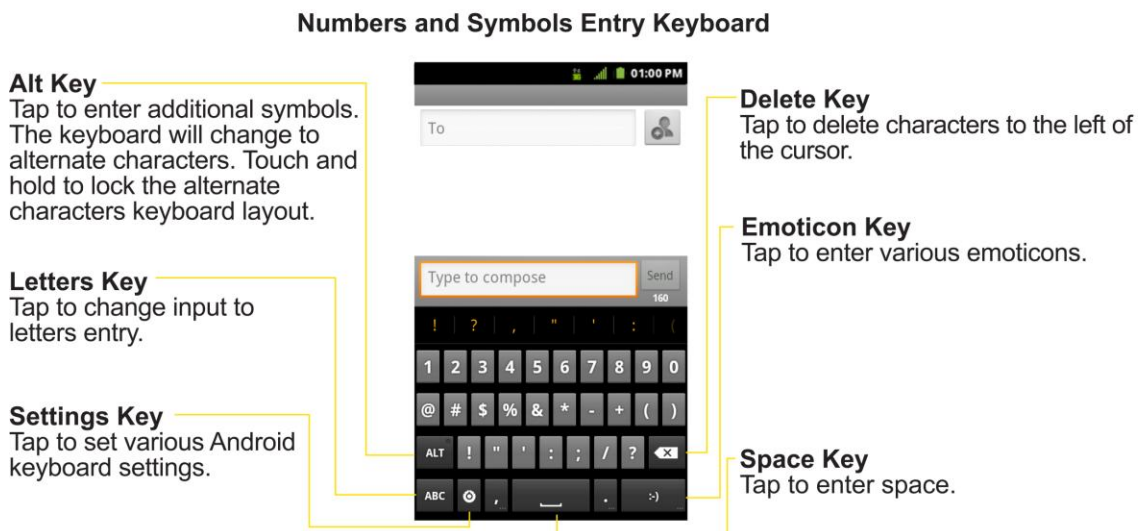 Numbers and Symbols Entry Keyboard
Alt Key
Tap to enter additional symbols.
The keyboard will change to
alternate characters. Touch and
hold to lock the alternate
characters keyboard layout.
Letters Key
Tap to change input to
letters entry.
Settings Key
Tap to set various Android
keyboard settings.
01:00 PM
To
Type to compose
Send
160
! ? , " ' : (
1 2 3 4 5 6 7 8 9 0
@ # $ % & * - + ( )
ALT ! " ' : ; / ?
ABC , . :-)
Delete Key
Tap to delete characters to the left of
the cursor.
Emoticon Key
Tap to enter various emoticons.
Space Key
Tap to enter space.